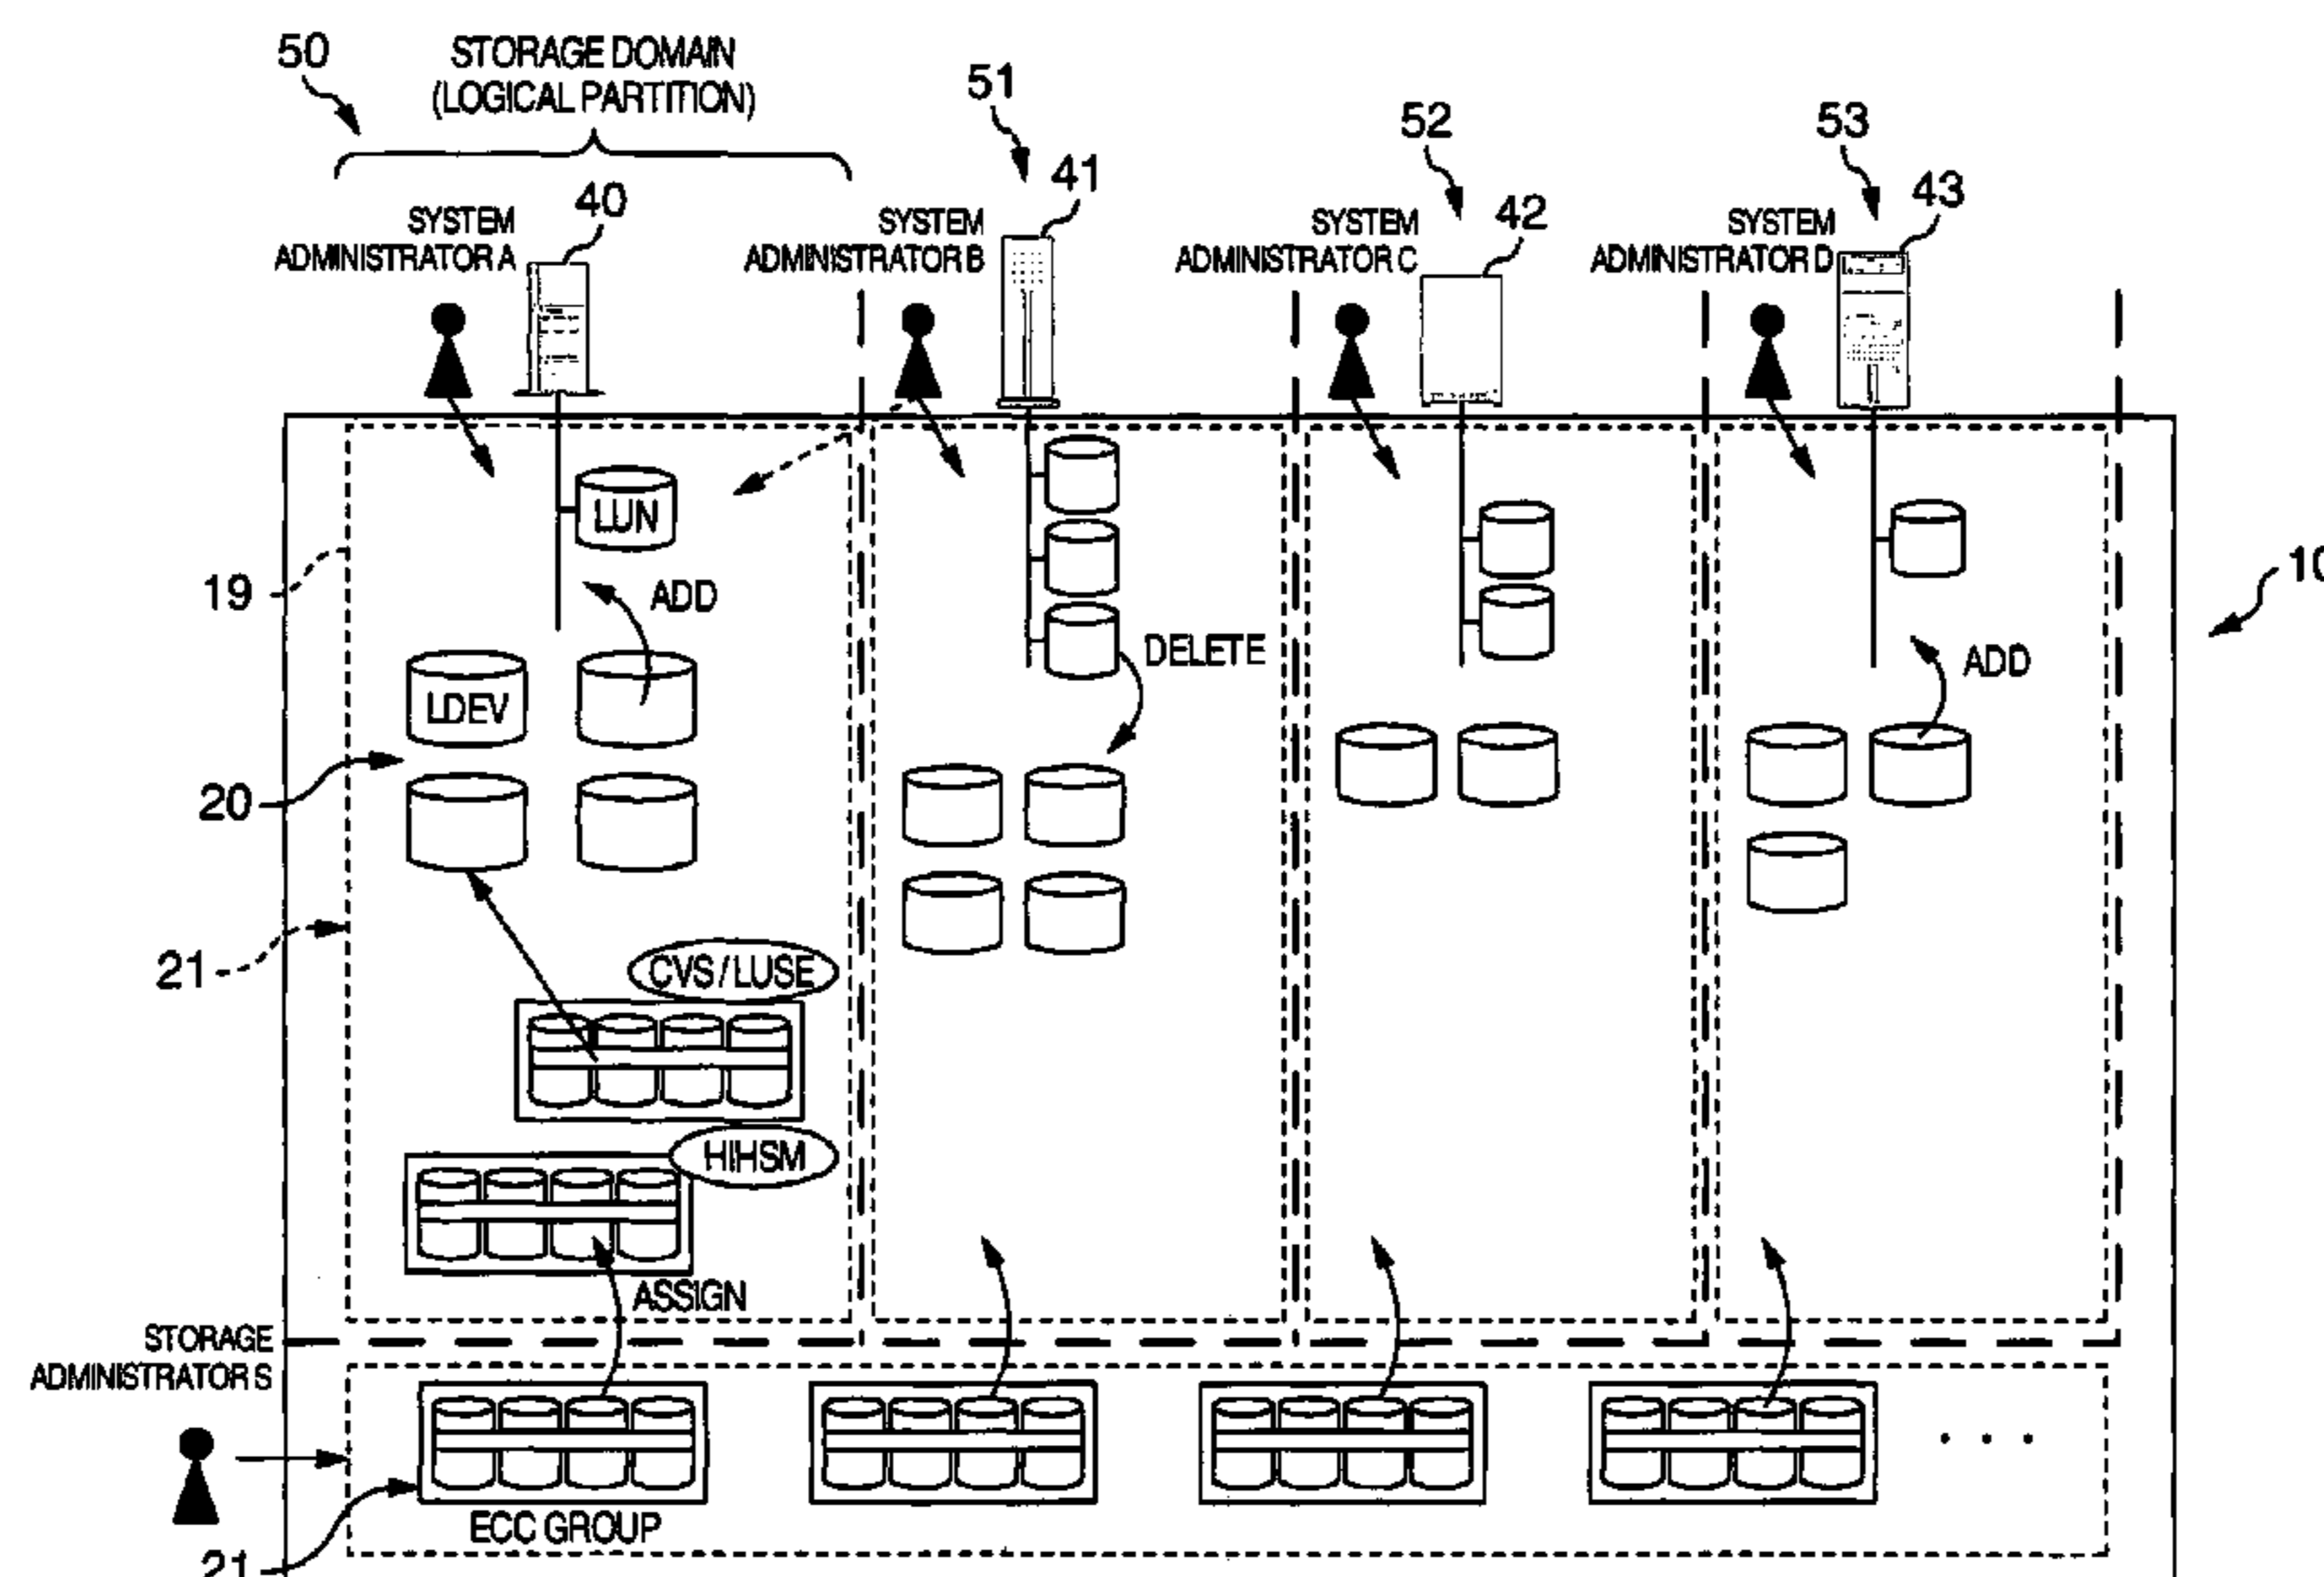 50
STORAGE DOMAIN
(LOGICAL PARTITION)
51
52
53
SYSTEM
ADMINISTRATOR A
40
SYSTEM
ADMINISTRATOR B
41
SYSTEM
ADMINISTRATOR C
42
SYSTEM
ADMINISTRATOR D
43
LUN
19
ADD
10
DELETE
ADD
LDEV
20
21
CVS / LUSE
HIHSM
ASSIGN
STORAGE
ADMINISTRATOR S
. . .
ECC GROUP
21